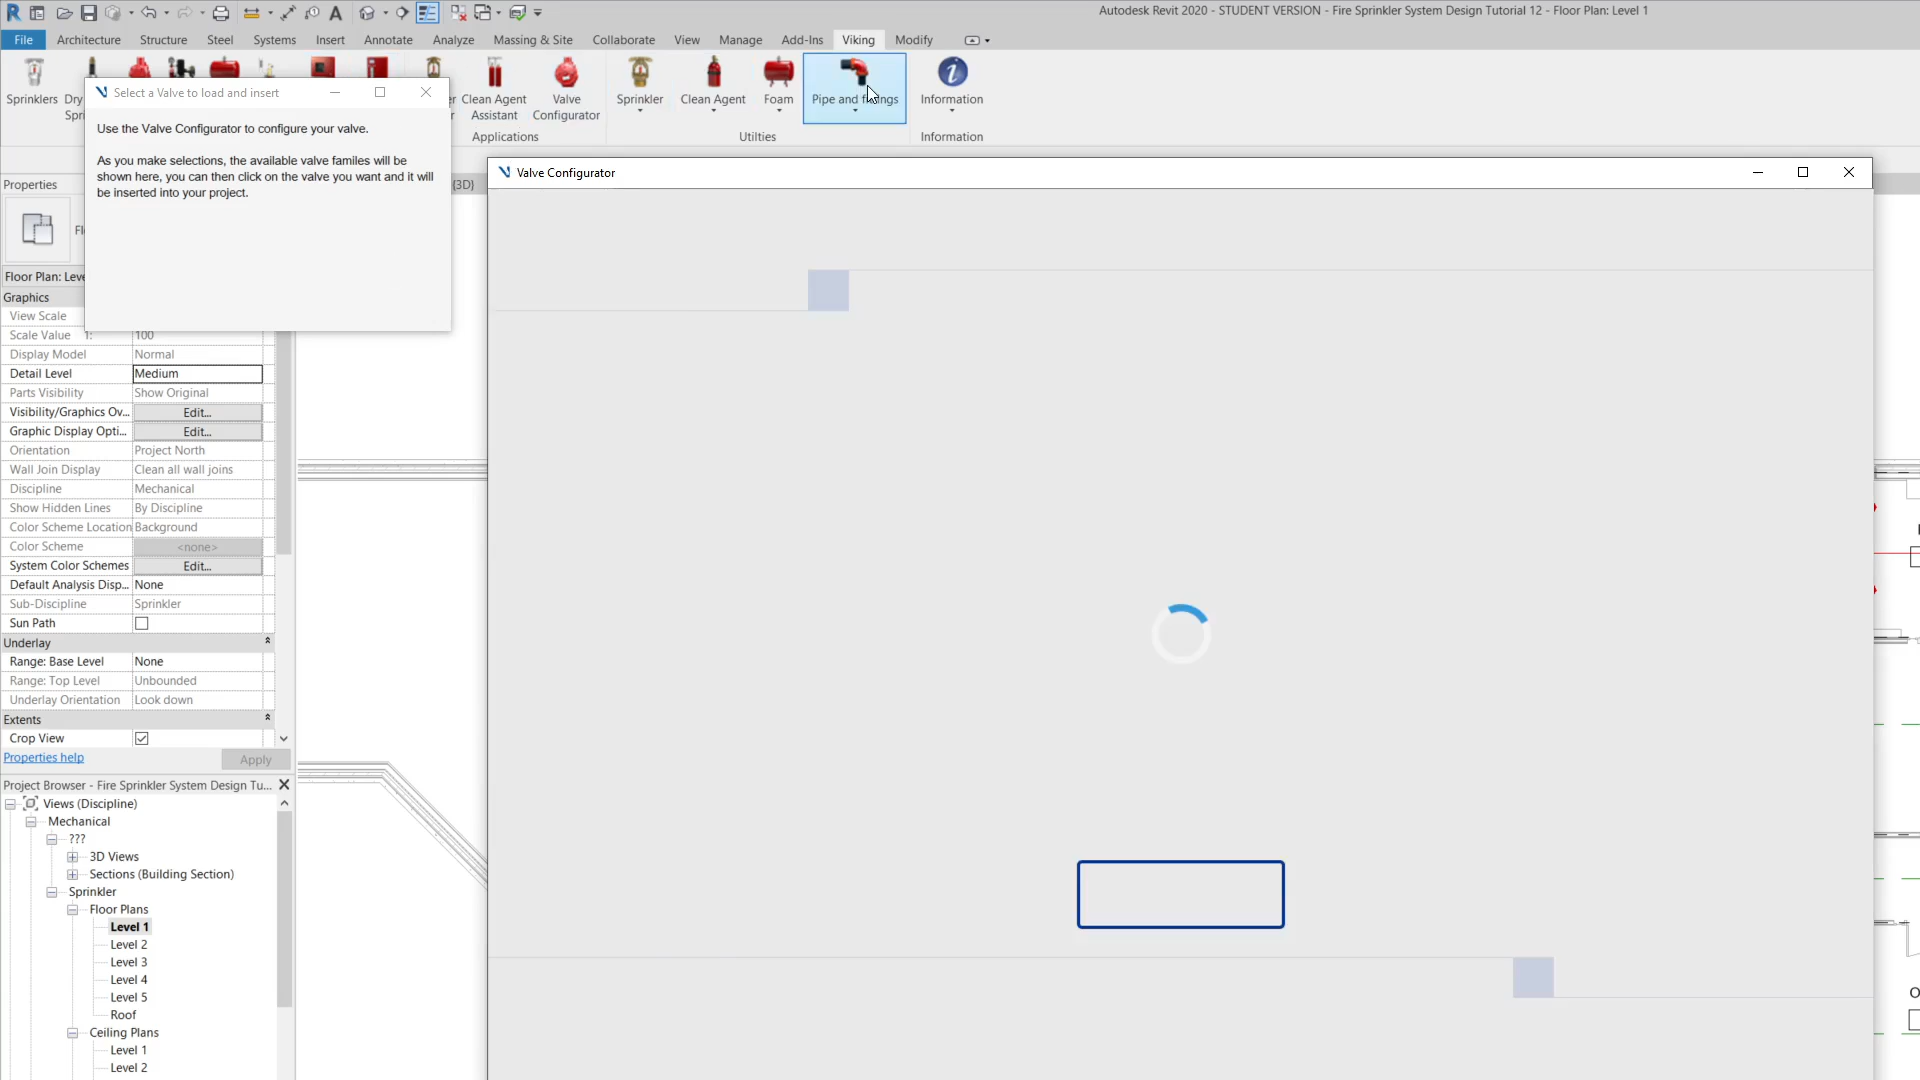 Autodesk Revit 2020 - STUDENT VERSION - Fire Sprinkler System Design Tutorial 12 - Floor Plan: Level 1
File Architecture Structure Steel Systems Insert Annotate Analyze Massing & Site Collaborate View Manage Add-Ins Viking Modify
Sprinklers Dry
Clean Agent
Assistant
Valve
Configurator
Sprinkler
Clean Agent
Foam
Information
Applications
Utilties
Information
Select a Valve to load and insert
Use the Valve Configurator to configure your valve.
As you make selections, the available valve familes will be
shown here, you can then click on the valve you want and it will
be inserted into your project.
Valve Configurator
{3D}
Properties
Floor Plan: Leve
Graphics
View Scale
Scale Value 1: 100
Display Model Normal
Detail Level Medium
Parts Visibility Show Original
Visibility/Graphics Ov... Edit...
Graphic Display Opti... Edit...
Orientation Project North
Wall Join Display Clean all wall joins
Discipline Mechanical
Show Hidden Lines By Discipline
Color Scheme Location Background
Color Scheme <none>
System Color Schemes Edit...
Default Analysis Disp... None
Sub-Discipline Sprinkler
Sun Path
Underlay
Range: Base Level None
Range: Top Level Unbounded
Underlay Orientation Look down
Extents
Crop View
Properties help Apply
Project Browser - Fire Sprinkler System Design Tu...
Views (Discipline)
Mechanical
???
3D Views
Sections (Building Section)
Sprinkler
Floor Plans
Level 1
Level 2
Level 3
Level 4
Level 5
Roof
Ceiling Plans
Level 1
Level 2